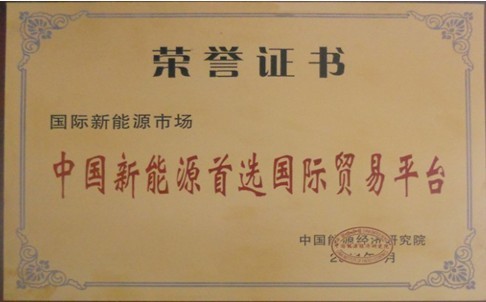 荣誉证书
国际新能源市场
中国新能源首选国际贸易平台
中国能源经济研究院